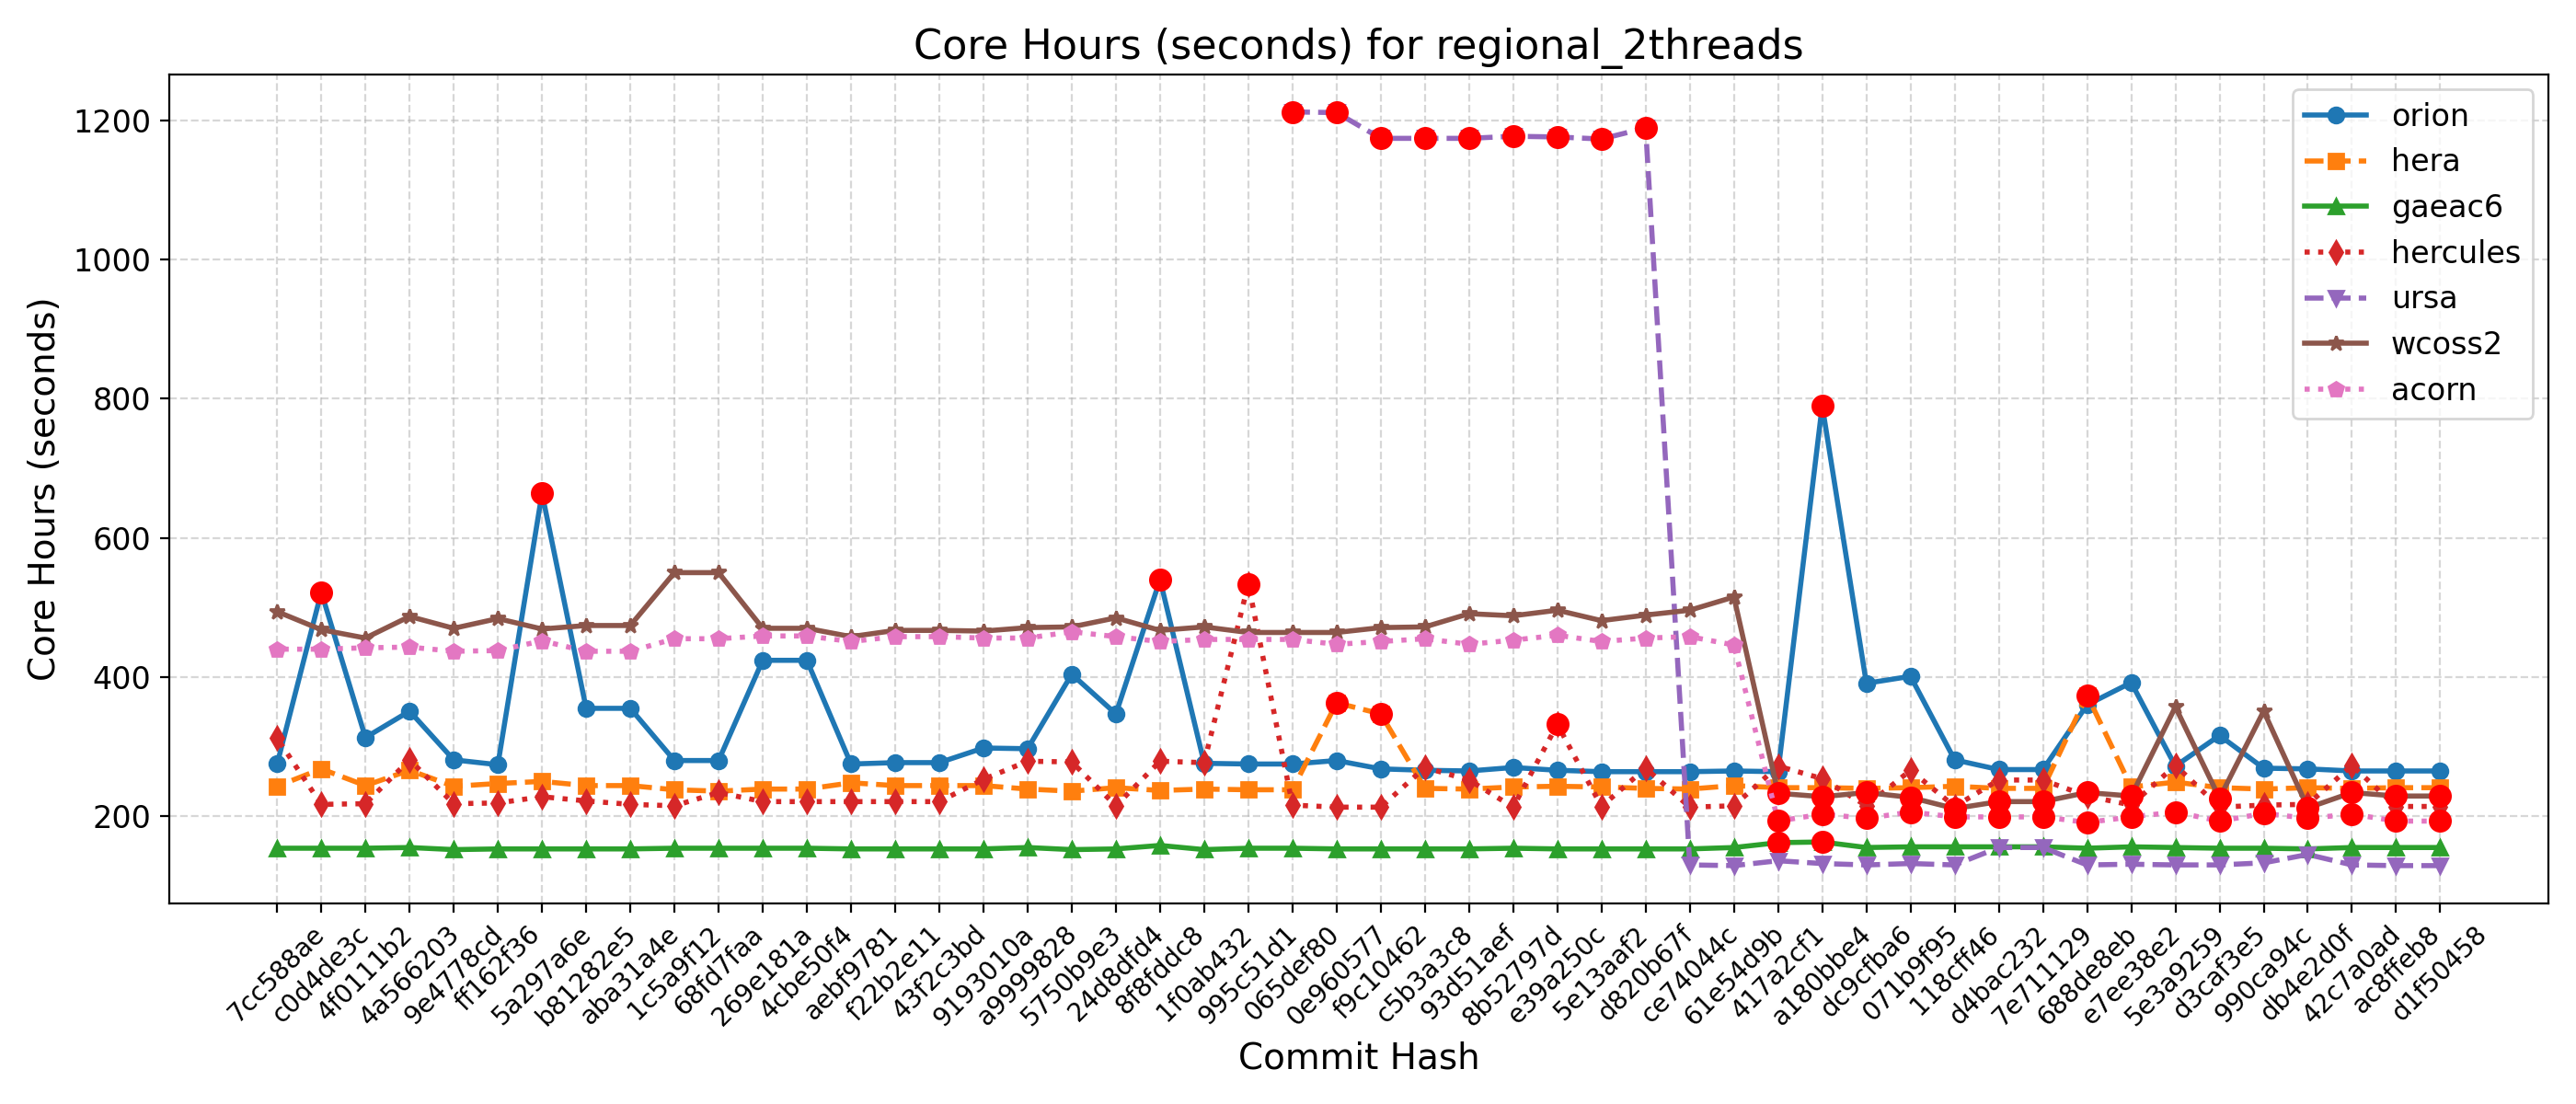 Core Hours (seconds) for regional_2threads
Core Hours (seconds)
1200
1000
800
600
400
200
orion
hera
gaeac6
hercules
ursa
wcoss2
acorn
7cc588ae
c0d4de3c
4f0111b2
4a566203
9e4778cd
ff162f36
5a297a6e
b81282e5
aba31a4e
1c5a9f12
68fd7faa
269e181a
4cbe50f4
aebf9781
f22b2e11
43f2c3bd
9193010a
a9999828
5750b9e3
24d8dfd4
8f8fddc8
1f0ab432
995c51d1
065def80
0e960577
f9c10462
c5b3a3c8
93d51aef
8b52797d
e39a250c
5e13aaf2
d820b67f
ce74044c
61e54d9b
417a2cf1
a180bbe4
dc9cfba6
071b9f95
118cff46
d4bac232
7e711129
688de8eb
e7ee38e2
5e3a9259
d3caf3e5
990ca94c
db4e2d0f
42c7a0ad
ac8ffeb8
d1f50458
Commit Hash